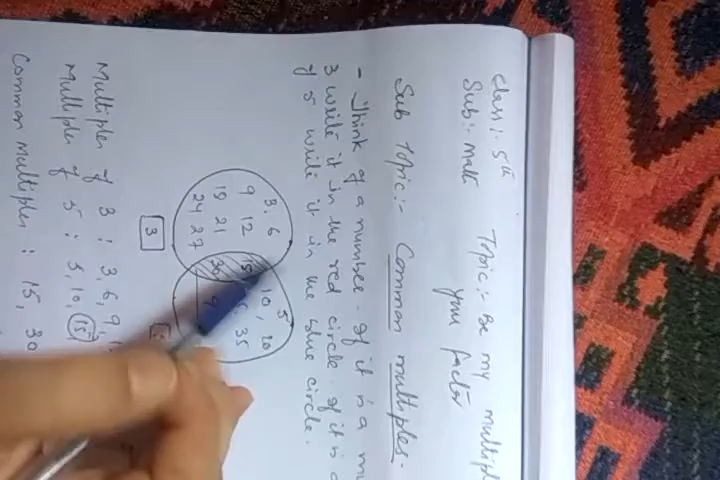 Class:- 5th Topic:- Be my multipl
Sub:- Math your factor
Sub Topic:- Common multiples-
- Think of a number. If it is a mu
3 write it in the red circle. If it is
of 5 write it in the blue circle.
3, 6 5
9 12 15 10, 20
19 21 35
24 27 30
3
Multiples of 3 : 3, 6, 9,
Multiples of 5 : 5, 10, 15
Common multiples : 15, 30